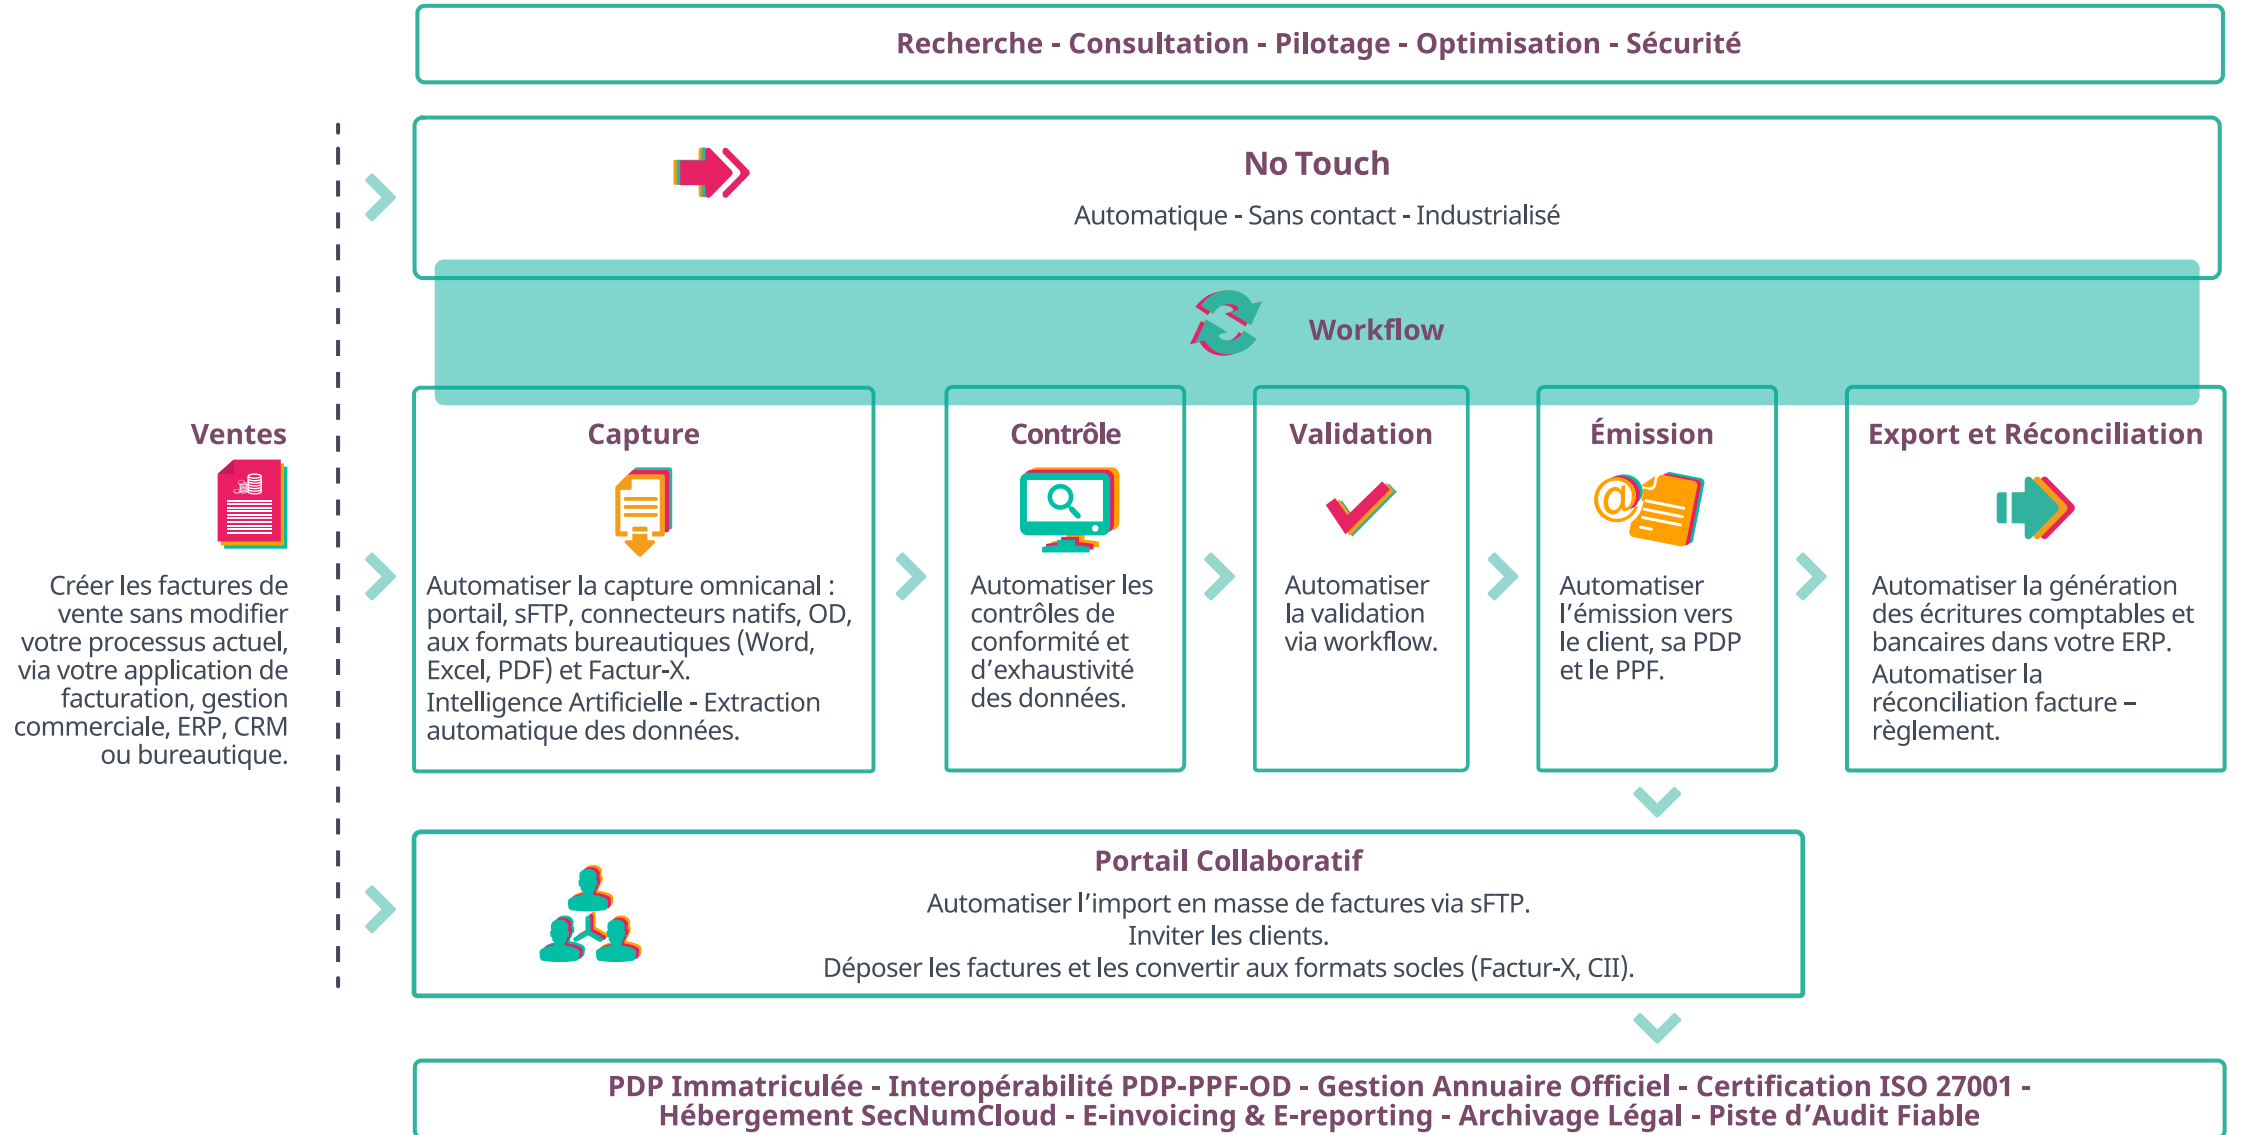 Recherche - Consultation - Pilotage - Optimisation - Sécurité
No Touch
Automatique - Sans contact - Industrialisé
Workflow
Ventes
Créer les factures de
vente sans modifier
votre processus actuel,
via votre application de
facturation, gestion
commerciale, ERP, CRM
ou bureautique.
Capture
Automatiser la capture omnicanal :
portail, sFTP, connecteurs natifs, OD,
aux formats bureautiques (Word,
Excel, PDF) et Factur-X.
Intelligence Artificielle - Extraction
automatique des données.
Contrôle
Automatiser les
contrôles de
conformité et
d’exhaustivité
des données.
Validation
Automatiser
la validation
via workflow.
Émission
@
Automatiser
l’émission vers
le client, sa PDP
et le PPF.
Export et Réconciliation
Automatiser la génération
des écritures comptables et
bancaires dans votre ERP.
Automatiser la
réconciliation facture –
règlement.
Portail Collaboratif
Automatiser l’import en masse de factures via sFTP.
Inviter les clients.
Déposer les factures et les convertir aux formats socles (Factur-X, CII).
PDP Immatriculée - Interopérabilité PDP-PPF-OD - Gestion Annuaire Officiel - Certification ISO 27001 -
Hébergement SecNumCloud - E-invoicing & E-reporting - Archivage Légal - Piste d’Audit Fiable